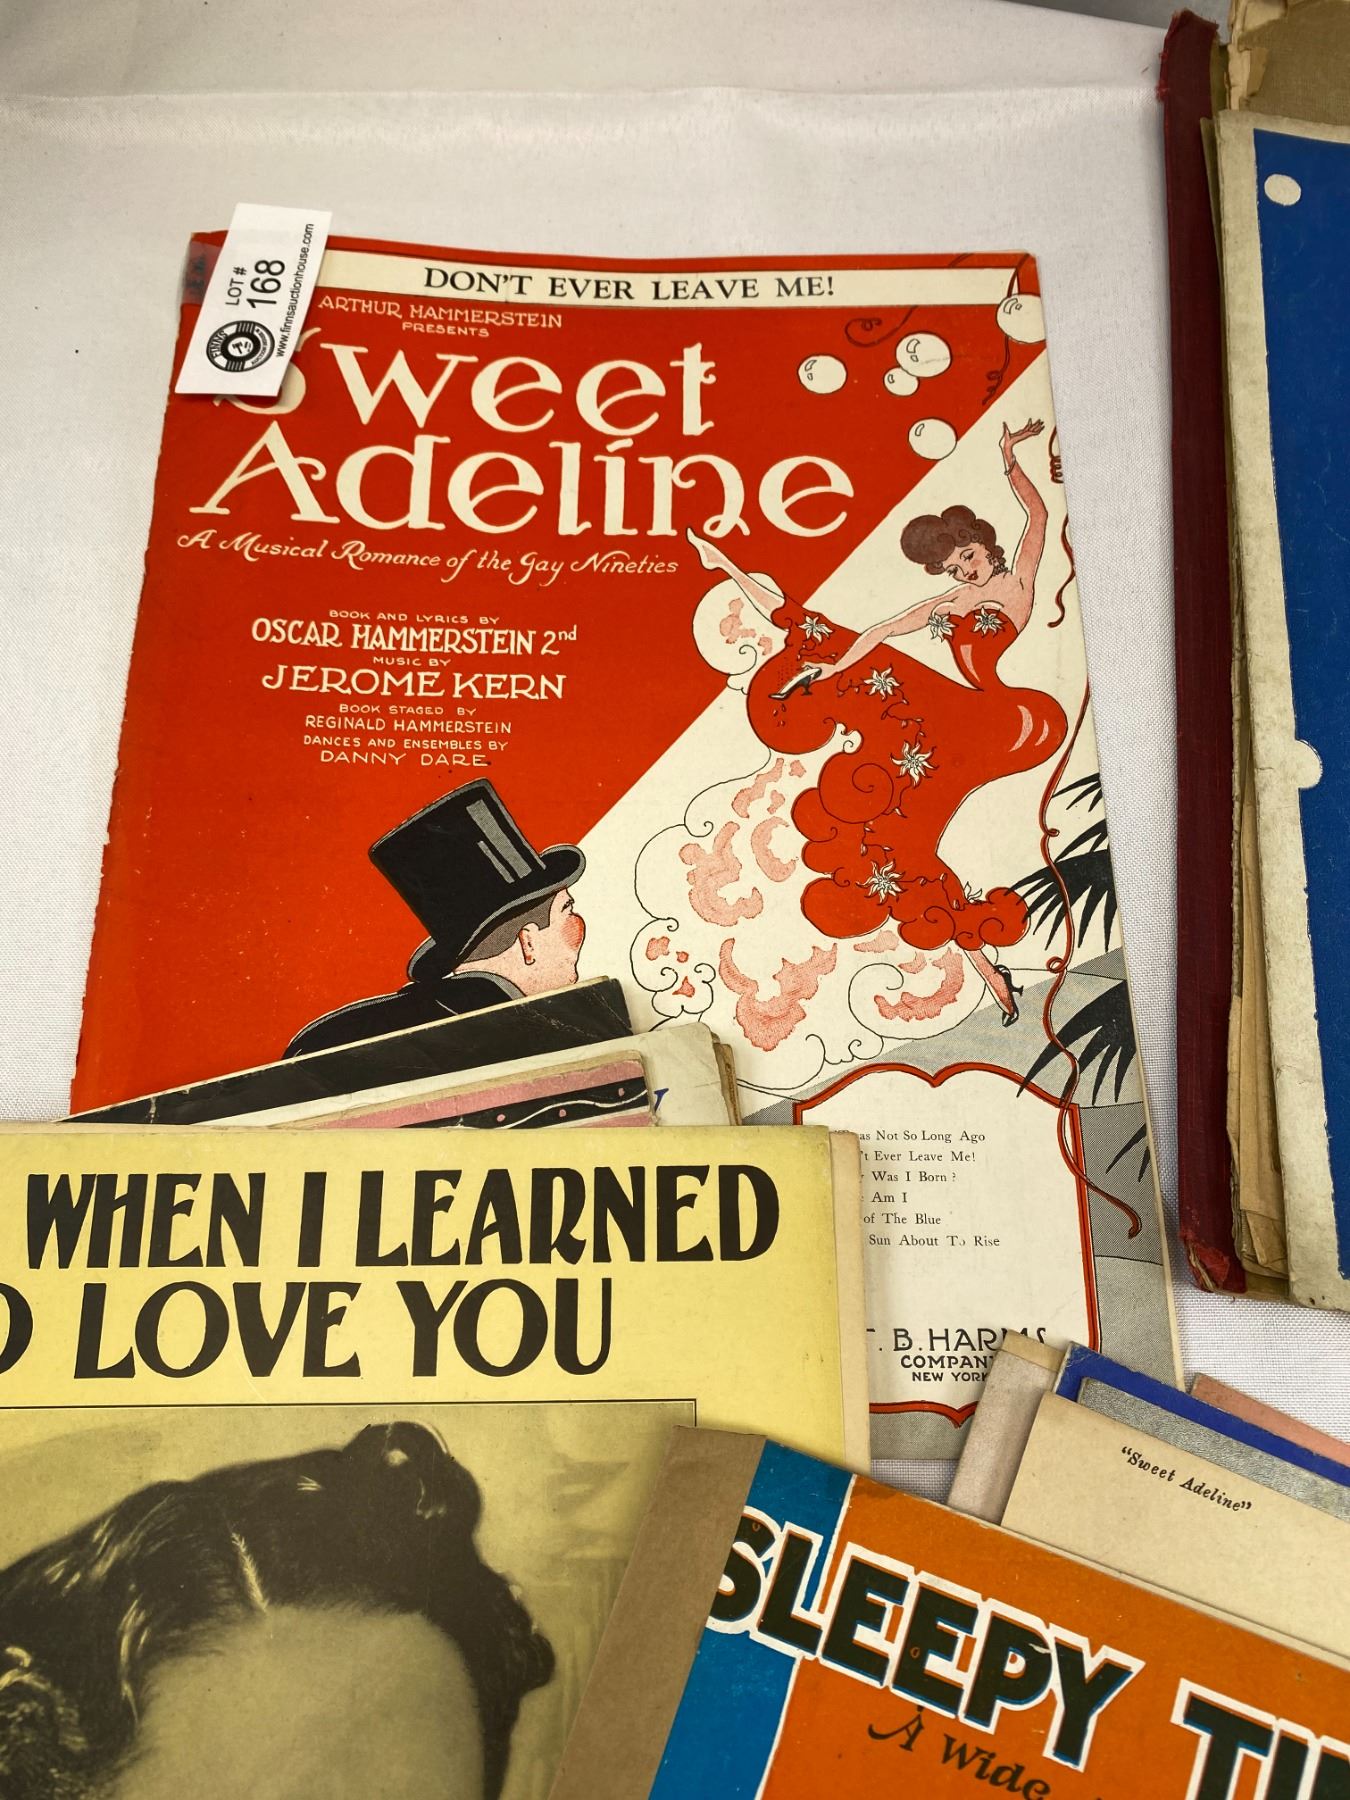 LOT #
168
www.finnsauctionhouse.com
FINNS
DON'T EVER LEAVE ME!
ARTHUR HAMMERSTEIN
PRESENTS
Sweet
Adeline
A Musical Romance of the Gay Nineties
BOOK AND LYRICS BY
OSCAR HAMMERSTEIN 2nd
MUSIC BY
JEROME KERN
BOOK STAGED BY
REGINALD HAMMERSTEIN
DANCES AND ENSEMBLES BY
DANNY DARE
as Not So Long Ago
't Ever Leave Me!
Was I Born?
Am I
of The Blue
Sun About To Rise
T. B. HARMS
COMPANY
NEW YORK
WHEN I LEARNED
O LOVE YOU
"Sweet Adeline"
SLEEPY
A Wide